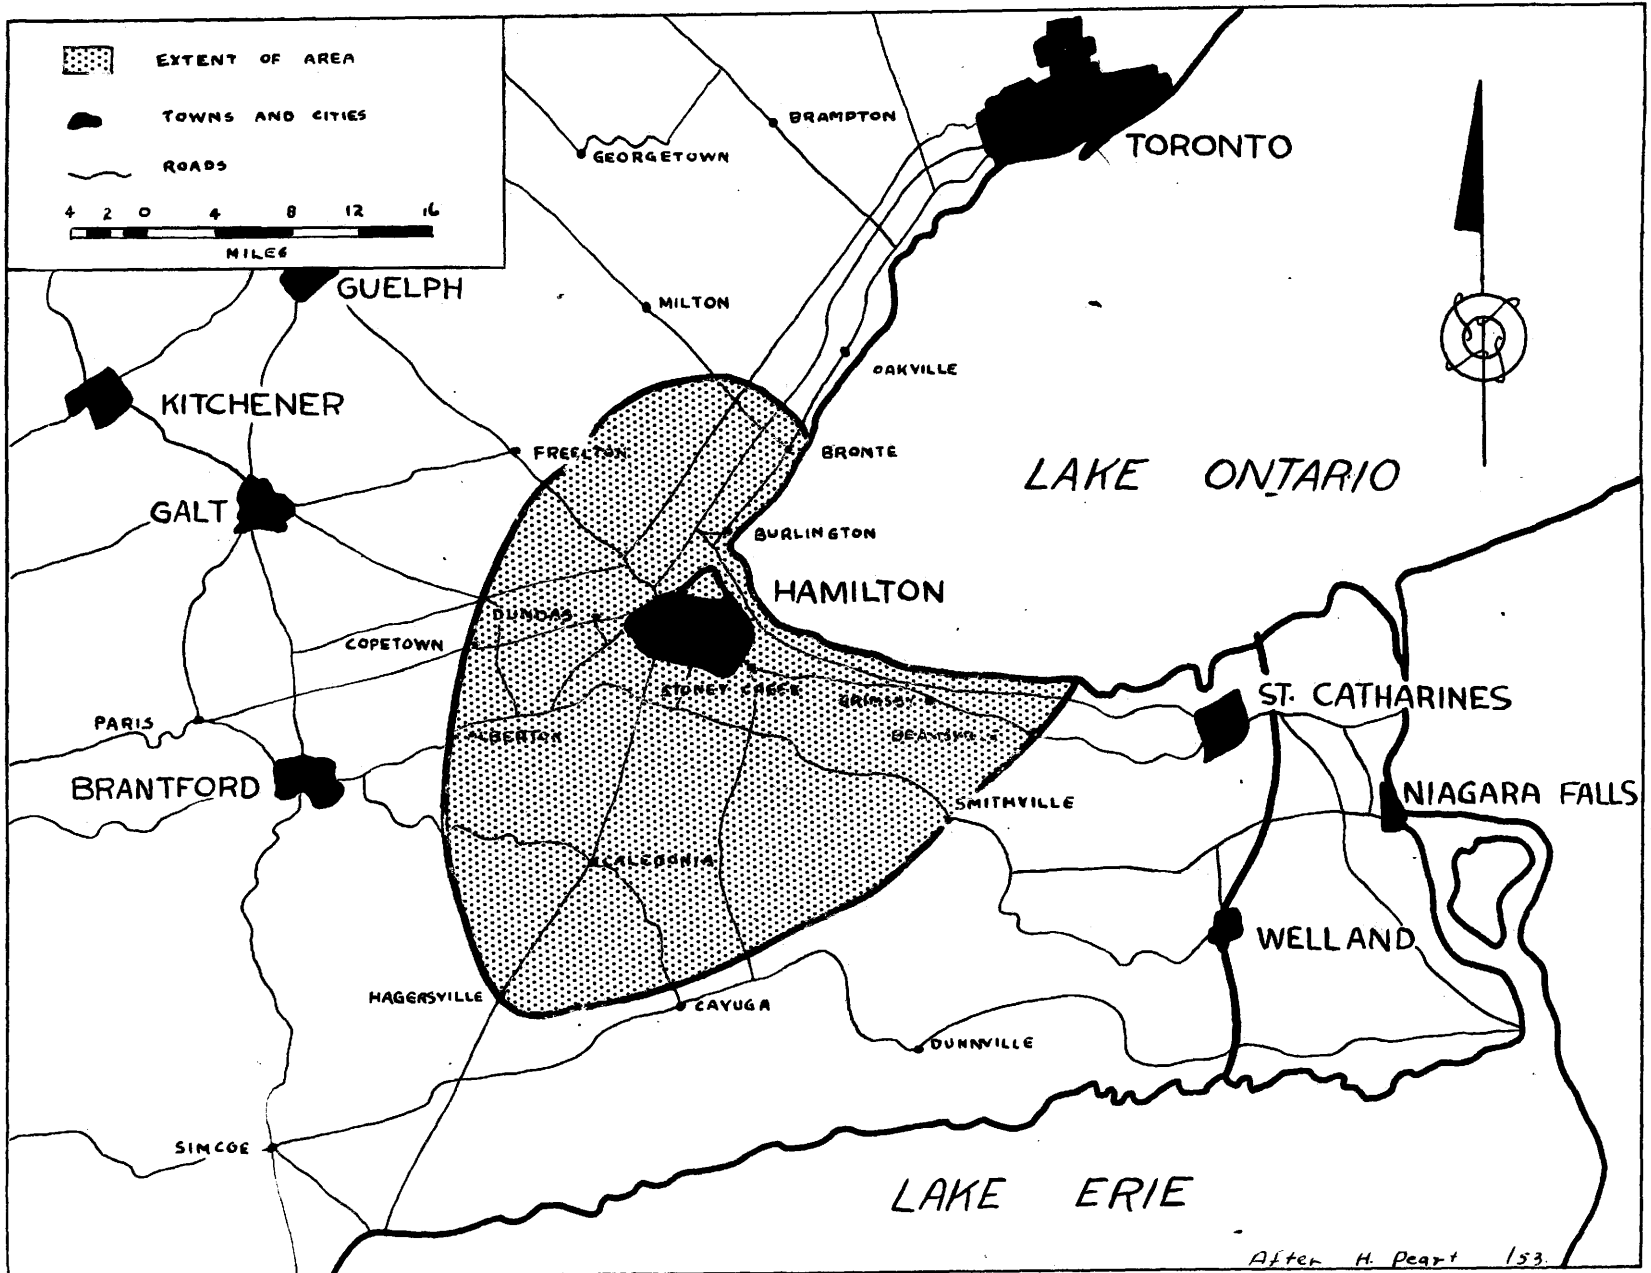 EXTENT OF AREA
TOWNS AND CITIES
ROADS
4 2 0 4 8 12 16
MILES
BRAMPTON
GEORGETOWN
TORONTO
GUELPH
MILTON
OAKVILLE
KITCHENER
FREELTON
BRONTE
LAKE ONTARIO
GALT
BURLINGTON
HAMILTON
DUNDAS
COPETOWN
STONEY CREEK
GRIMSBY
ST. CATHARINES
PARIS
ALBERTON
BEAMSVILLE
BRANTFORD
SMITHVILLE
NIAGARA FALLS
CALEDONIA
WELLAND
HAGERSVILLE
CAYUGA
DUNNVILLE
SIMCOE
LAKE ERIE
After H. Peart /53.